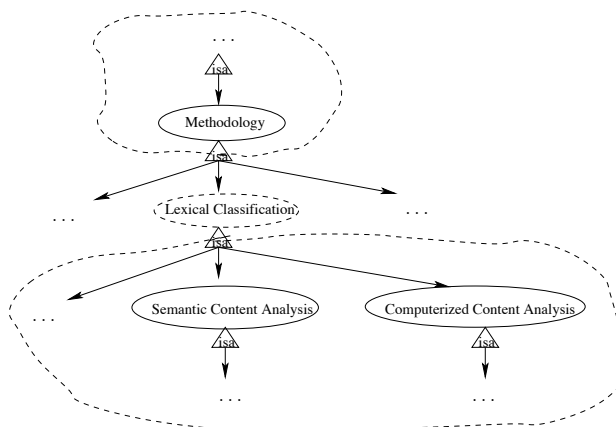 . . .
isa
Methodology
isa
. . .
Lexical Classification
. . .
isa
. . .
Semantic Content Analysis
Computerized Content Analysis
isa
isa
. . .
. . .